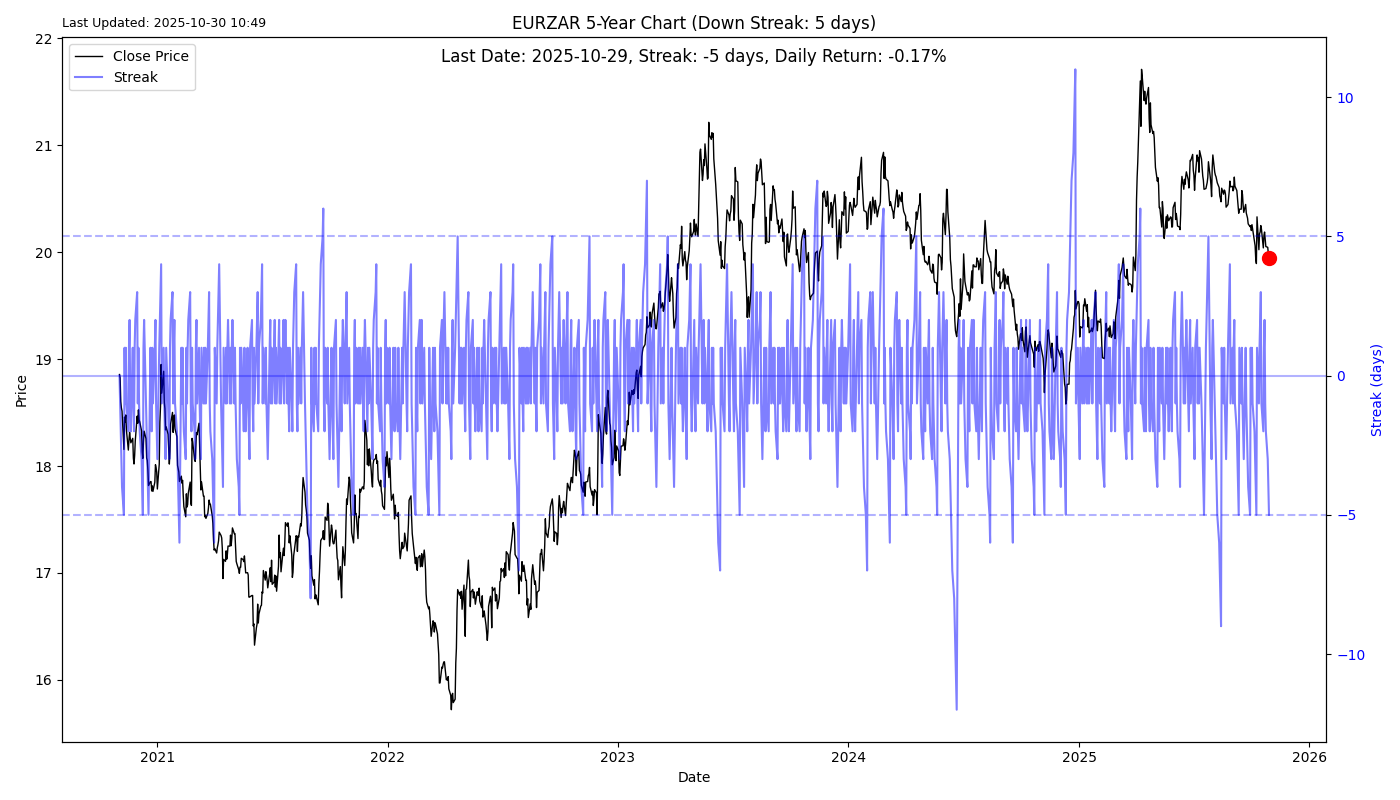 Last Updated: 2025-10-30 10:49
EURZAR 5-Year Chart (Down Streak: 5 days)
Last Date: 2025-10-29, Streak: -5 days, Daily Return: -0.17%
Close Price
Streak
22
21
20
19
18
17
16
Price
10
5
0
−5
−10
Streak (days)
2021
2022
2023
2024
2025
2026
Date